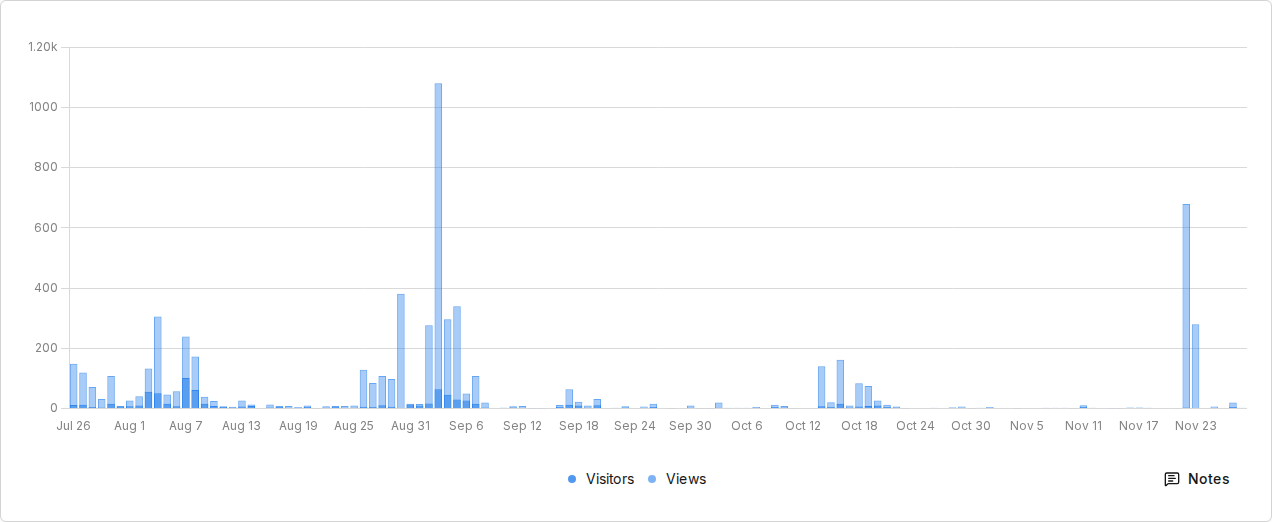 1.20k
1000
800
600
400
200
0
Jul 26 Aug 1 Aug 7 Aug 13 Aug 19 Aug 25 Aug 31 Sep 6 Sep 12 Sep 18 Sep 24 Sep 30 Oct 6 Oct 12 Oct 18 Oct 24 Oct 30 Nov 5 Nov 11 Nov 17 Nov 23
Visitors Views Notes